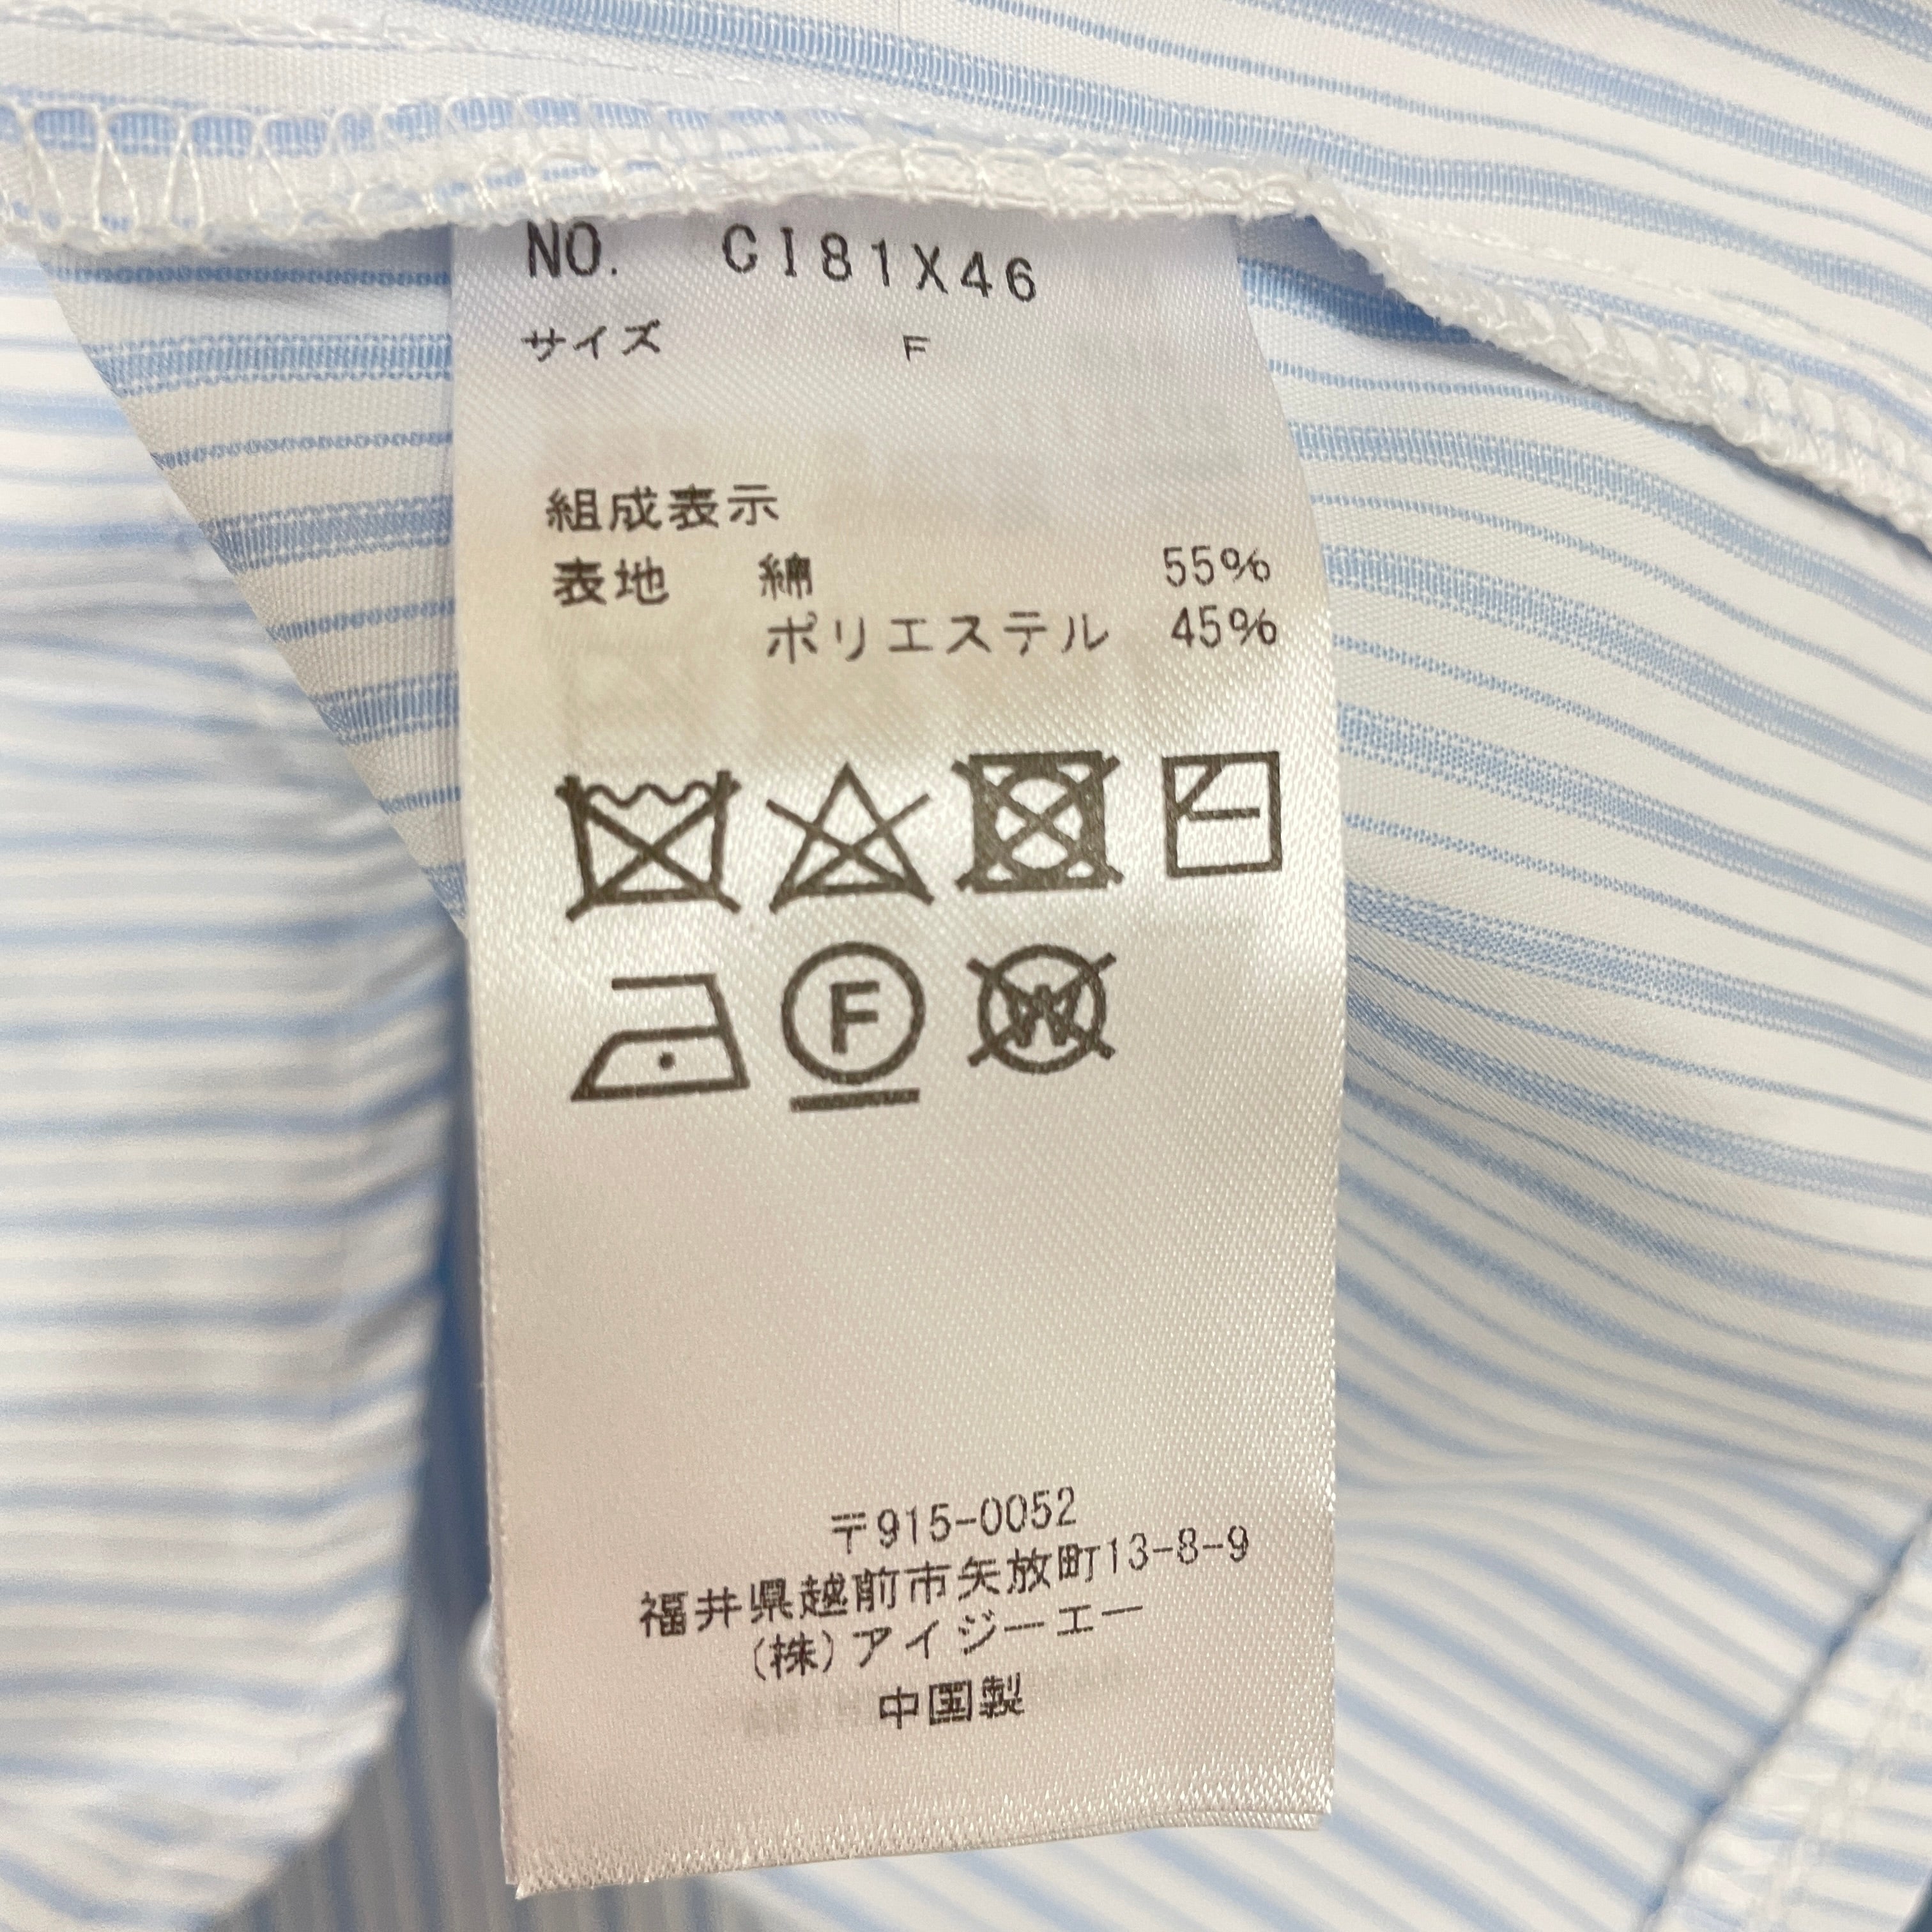 NO. CI81X46
サイズ F
組成表示
表地 綿 55%
ポリエステル 45%
F
W
〒915-0052
福井県越前市矢放町13-8-9
(株)アイジーエー
中国製